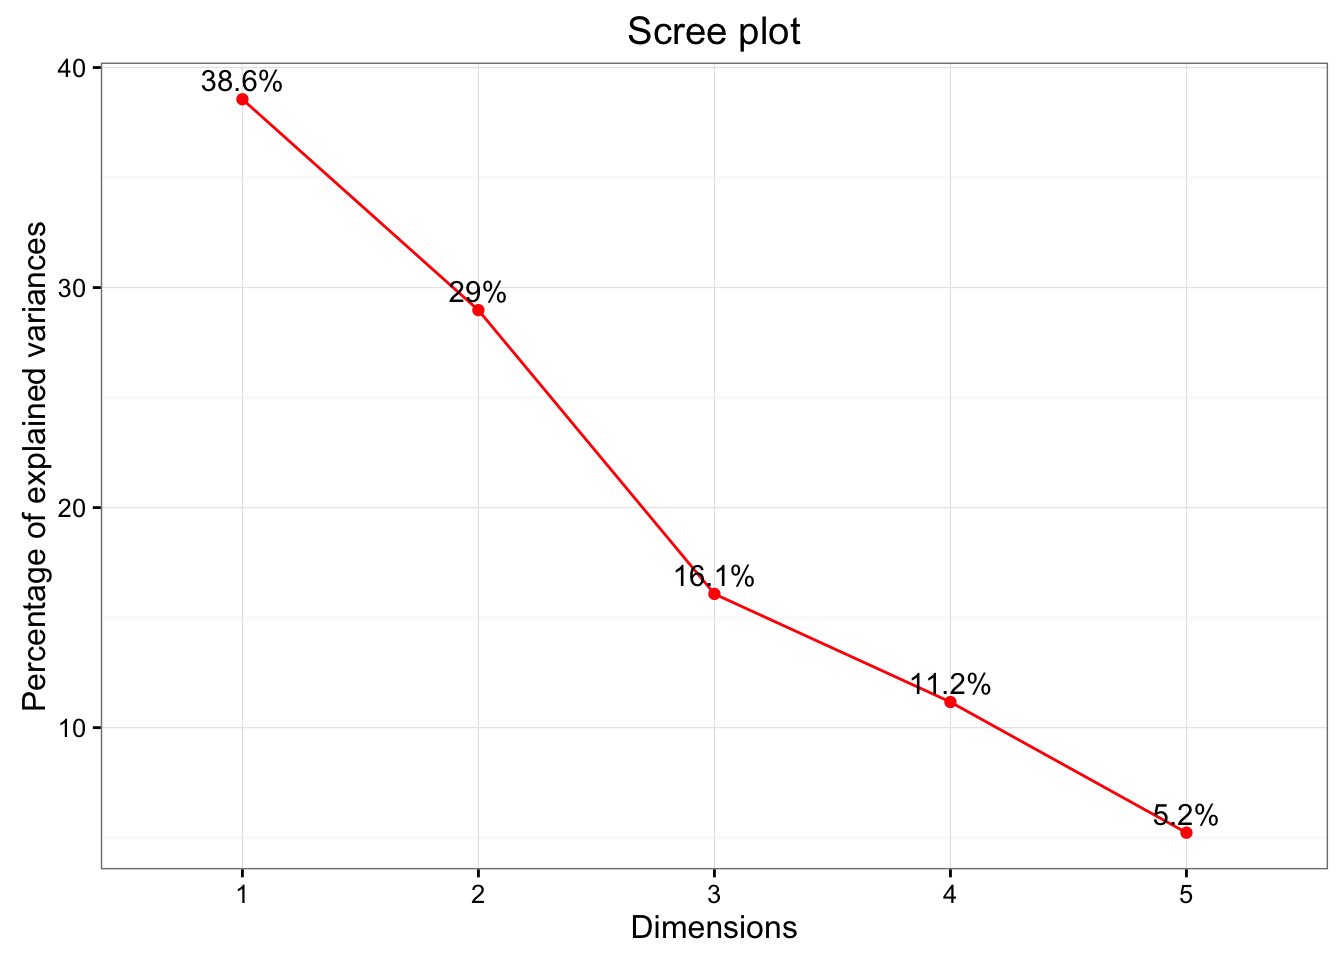 Scree plot
Percentage of explained variances
40
30
20
10
38.6%
29%
16.1%
11.2%
5.2%
1 2 3 4 5
Dimensions